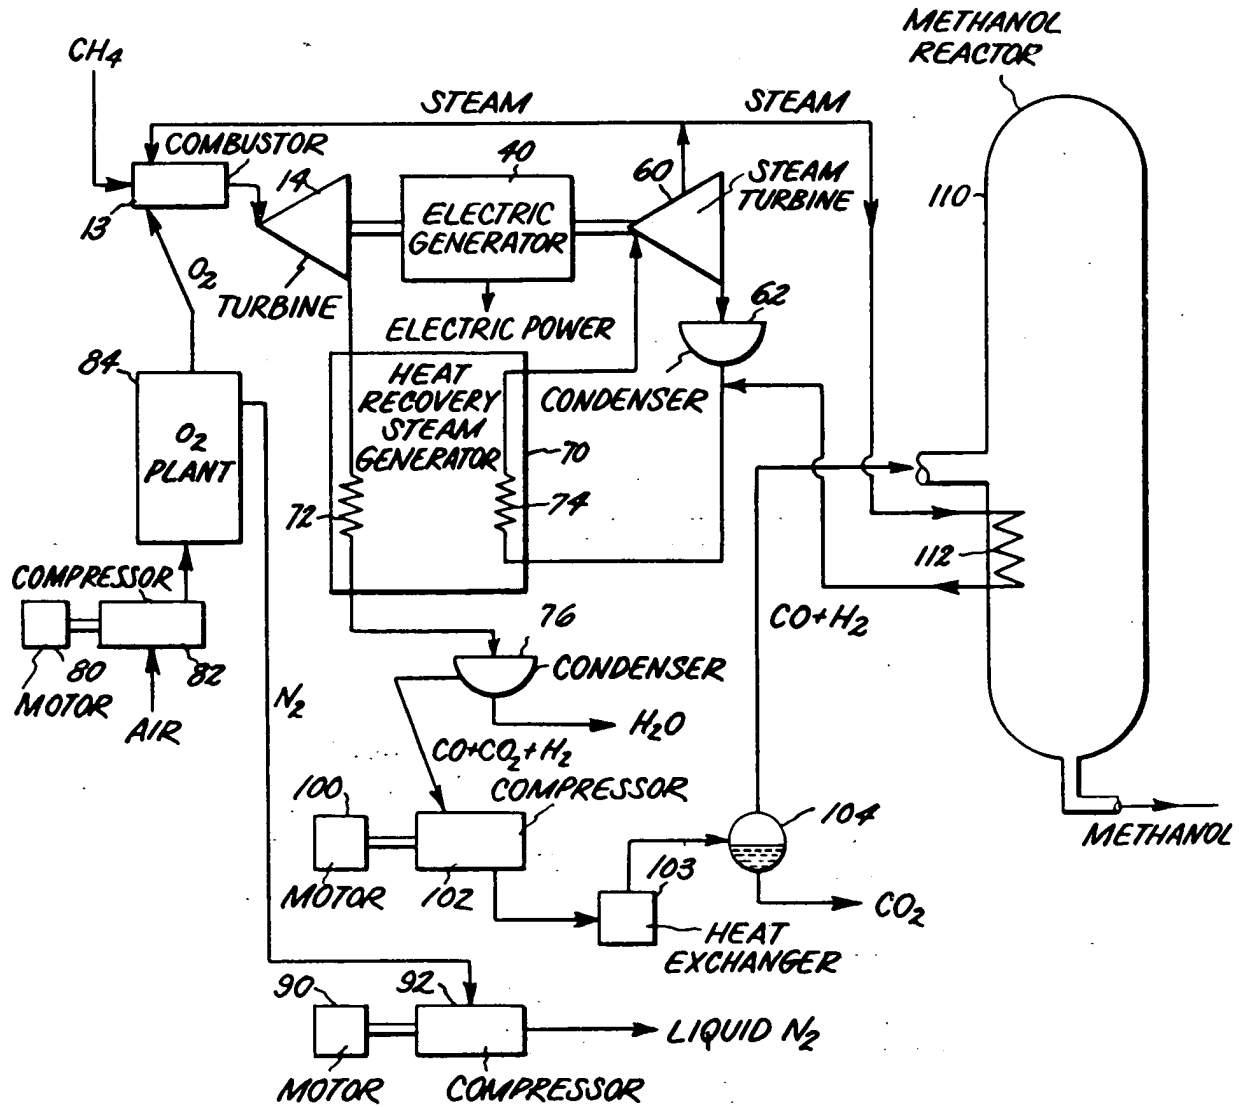 METHANOL
REACTOR
CH4
STEAM
STEAM
COMBUSTOR
40
14
60
STEAM
TURBINE
110
13
ELECTRIC
GENERATOR
O2
TURBINE
62
ELECTRIC POWER
84
HEAT
RECOVERY
STEAM
GENERATOR
CONDENSER
O2
PLANT
70
72
74
112
COMPRESSOR
CO+H2
76
80
82
CONDENSER
MOTOR
N2
AIR
H2O
CO+CO2+H2
100
COMPRESSOR
104
METHANOL
103
MOTOR
102
CO2
HEAT
EXCHANGER
90
92
LIQUID N2
MOTOR
COMPRESSOR